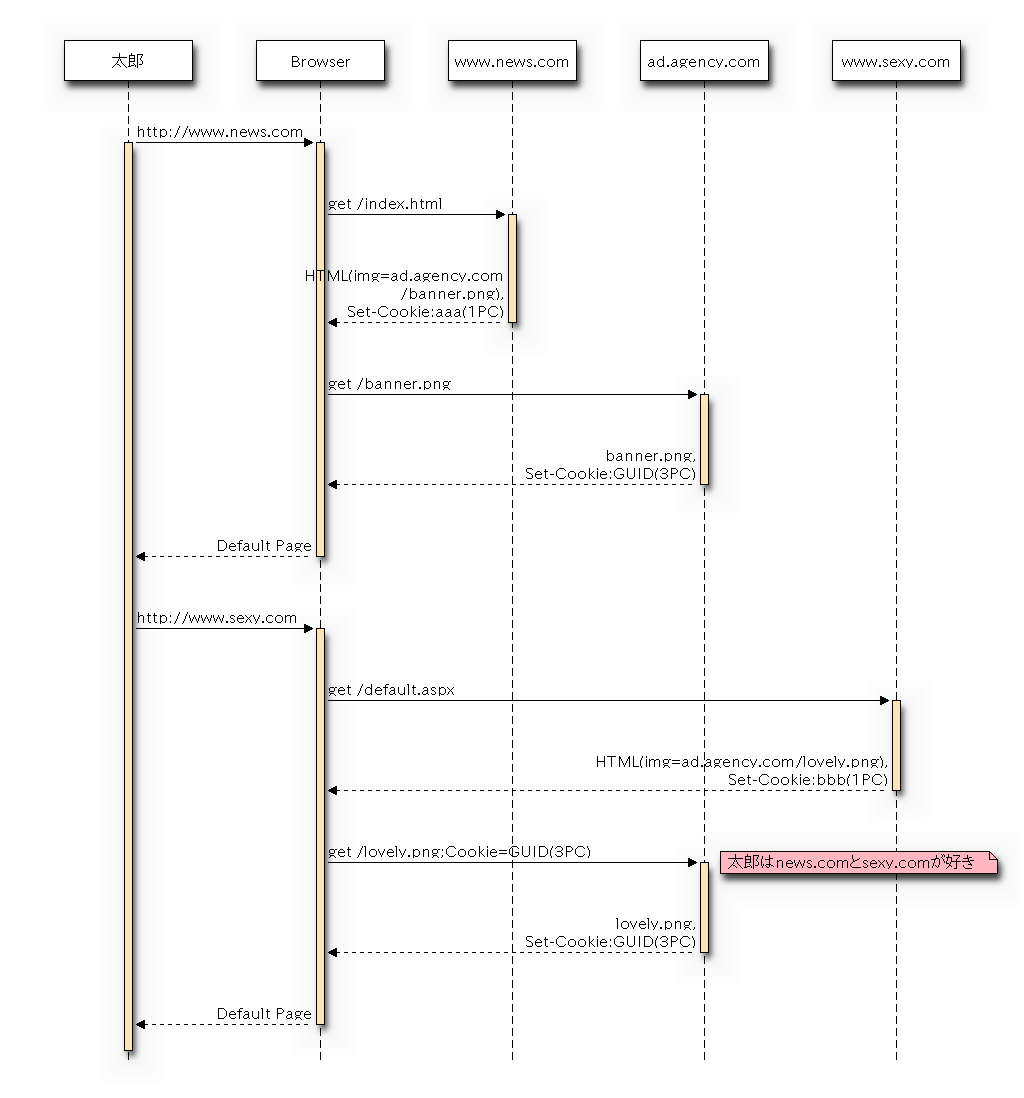 太郎
Browser
www.news.com
ad.agency.com
www.sexy.com
http://www.news.com
get /index.html
HTML(img=ad.agency.com
/banner.png),
Set-Cookie:aaa(1PC)
get /banner.png
banner.png,
Set-Cookie:GUID(3PC)
Default Page
http://www.sexy.com
get /default.aspx
HTML(img=ad.agency.com/lovely.png),
Set-Cookie:bbb(1PC)
get /lovely.png;Cookie=GUID(3PC)
太郎はnews.comとsexy.comが好き
lovely.png,
Set-Cookie:GUID(3PC)
Default Page